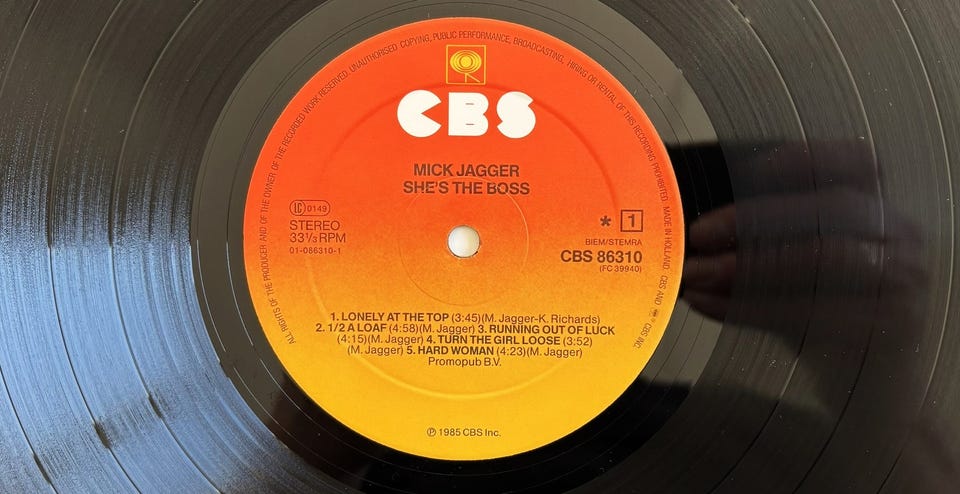 ALL RIGHTS OF THE PRODUCER AND OF THE OWNER OF THE RECORDED WORK RESERVED. UNAUTHORISED COPYING, PUBLIC PERFORMANCE, BROADCASTING, HIRING OR RENTAL OF THIS RECORDING PROHIBITED. MADE IN HOLLAND. CBS AND ® CBS INC.
CBS
MICK JAGGER
SHE'S THE BOSS
LC 0149
STEREO
33⅓ RPM
01-086310-1
* 1
BIEM/STEMRA
CBS 86310
(FC 39940)
1. LONELY AT THE TOP (3:45)(M. Jagger-K. Richards)
2. 1/2 A LOAF (4:58)(M. Jagger) 3. RUNNING OUT OF LUCK
(4:15)(M. Jagger) 4. TURN THE GIRL LOOSE (3:52)
(M. Jagger) 5. HARD WOMAN (4:23)(M. Jagger)
Promopub B.V.
℗ 1985 CBS Inc.